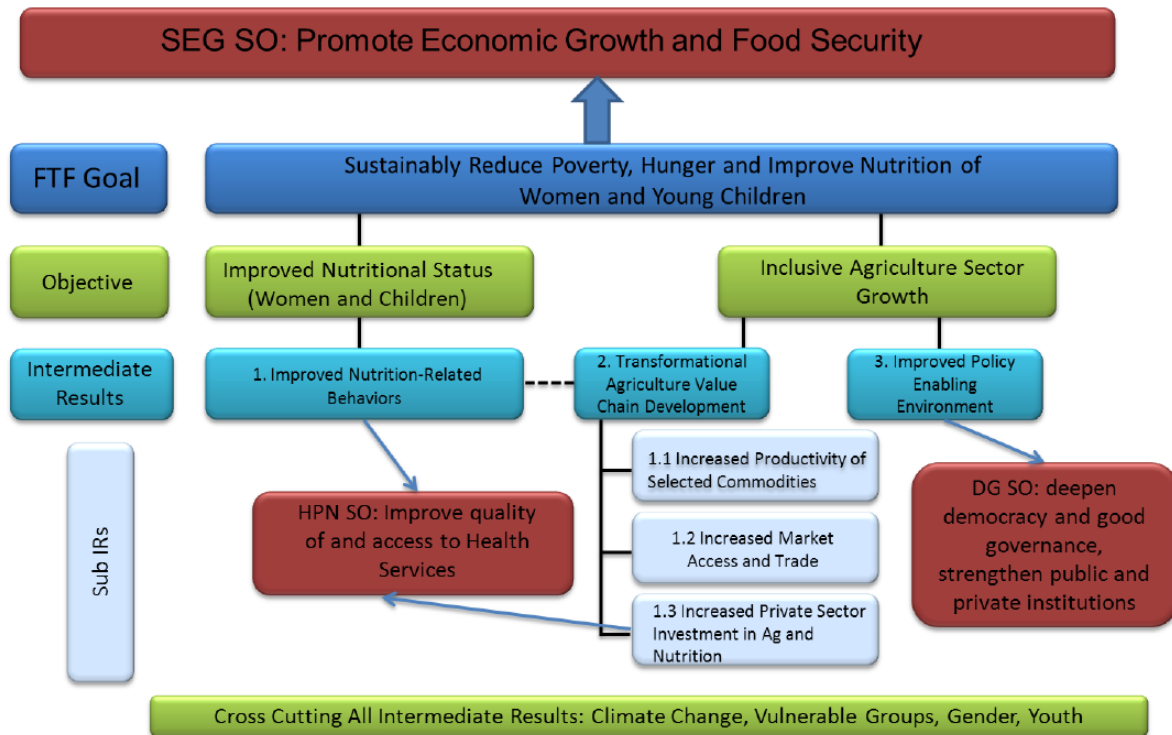 SEG SO: Promote Economic Growth and Food Security
FTF Goal
Sustainably Reduce Poverty, Hunger and Improve Nutrition of
Women and Young Children
Objective
Improved Nutritional Status
(Women and Children)
Inclusive Agriculture Sector
Growth
Intermediate
Results
1. Improved Nutrition-Related
Behaviors
2. Transformational
Agriculture Value
Chain Development
3. Improved Policy
Enabling
Environment
Sub IRs
1.1 Increased Productivity of
Selected Commodities
1.2 Increased Market
Access and Trade
1.3 Increased Private Sector
Investment in Ag and
Nutrition
HPN SO: Improve quality
of and access to Health
Services
DG SO: deepen
democracy and good
governance,
strengthen public and
private institutions
Cross Cutting All Intermediate Results: Climate Change, Vulnerable Groups, Gender, Youth